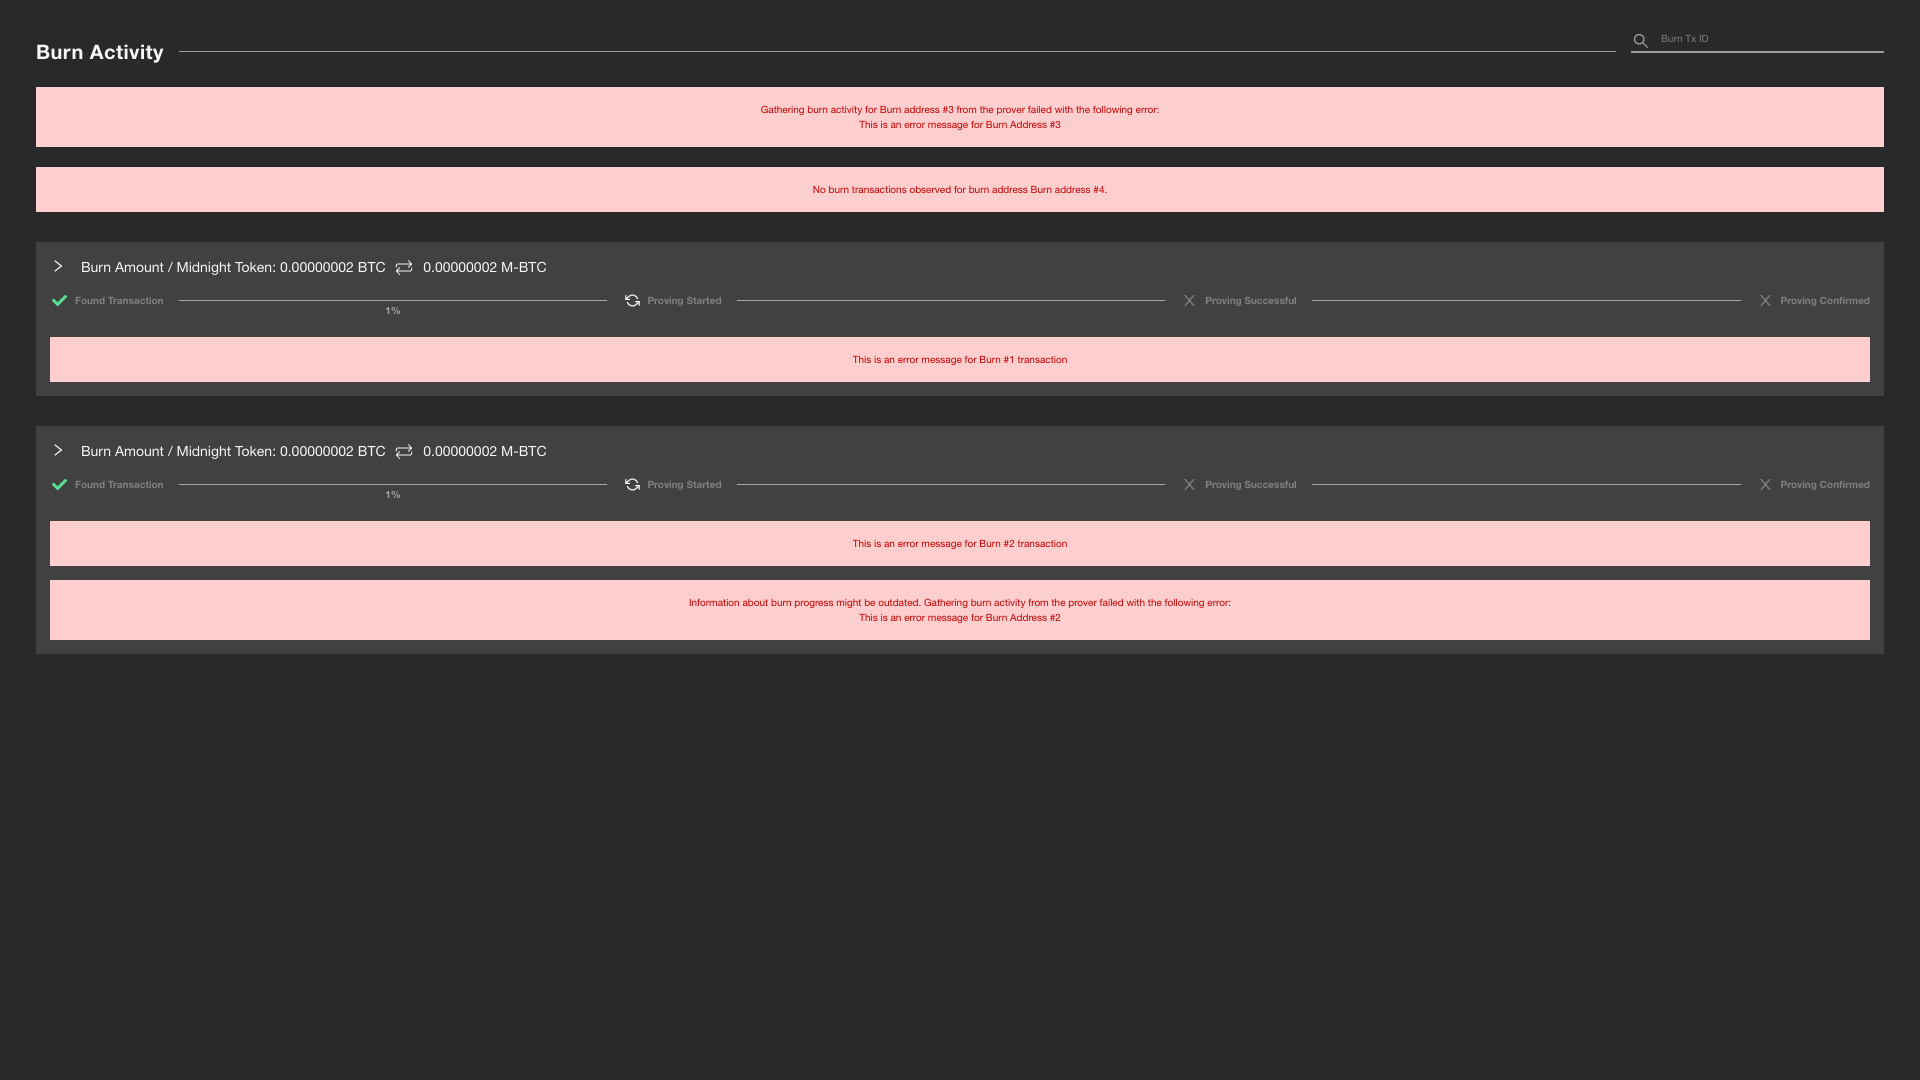 Burn Activity
Burn Tx ID
Gathering burn activity for Burn address #3 from the prover failed with the following error:
This is an error message for Burn Address #3
No burn transactions observed for burn address Burn address #4.
Burn Amount / Midnight Token: 0.00000002 BTC 0.00000002 M-BTC
Found Transaction 1% Proving Started Proving Successful Proving Confirmed
This is an error message for Burn #1 transaction
Burn Amount / Midnight Token: 0.00000002 BTC 0.00000002 M-BTC
Found Transaction 1% Proving Started Proving Successful Proving Confirmed
This is an error message for Burn #2 transaction
Information about burn progress might be outdated. Gathering burn activity from the prover failed with the following error:
This is an error message for Burn Address #2